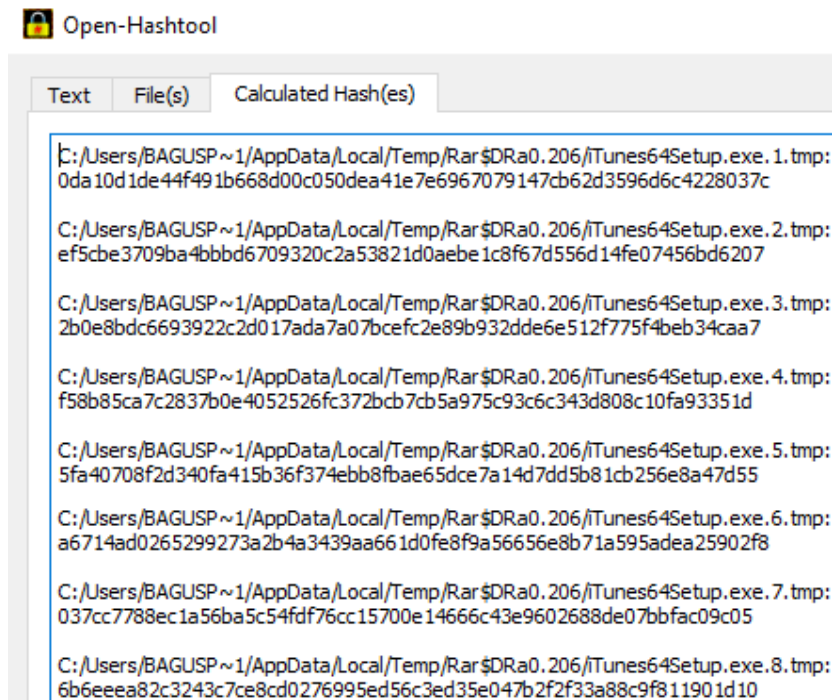 Open-Hashtool
Text File(s) Calculated Hash(es)
C:/Users/BAGUSP~1/AppData/Local/Temp/Rar$DRa0.206/iTunes64Setup.exe.1.tmp:
0da10d1de44f491b668d00c050dea41e7e6967079147cb62d3596d6c4228037c
C:/Users/BAGUSP~1/AppData/Local/Temp/Rar$DRa0.206/iTunes64Setup.exe.2.tmp:
ef5cbe3709ba4bbbd6709320c2a53821d0aebe1c8f67d556d14fe07456bd6207
C:/Users/BAGUSP~1/AppData/Local/Temp/Rar$DRa0.206/iTunes64Setup.exe.3.tmp:
2b0e8bdc6693922c2d017ada7a07bcefc2e89b932dde6e512f775f4beb34caa7
C:/Users/BAGUSP~1/AppData/Local/Temp/Rar$DRa0.206/iTunes64Setup.exe.4.tmp:
f58b85ca7c2837b0e4052526fc372bcb7cb5a975c93c6c343d808c10fa93351d
C:/Users/BAGUSP~1/AppData/Local/Temp/Rar$DRa0.206/iTunes64Setup.exe.5.tmp:
5fa40708f2d340fa415b36f374ebb8fbae65dce7a14d7dd5b81cb256e8a47d55
C:/Users/BAGUSP~1/AppData/Local/Temp/Rar$DRa0.206/iTunes64Setup.exe.6.tmp:
a6714ad0265299273a2b4a3439aa661d0fe8f9a56656e8b71a595adea25902f8
C:/Users/BAGUSP~1/AppData/Local/Temp/Rar$DRa0.206/iTunes64Setup.exe.7.tmp:
037cc7788ec1a56ba5c54fdf76cc15700e14666c43e9602688de07bbfac09c05
C:/Users/BAGUSP~1/AppData/Local/Temp/Rar$DRa0.206/iTunes64Setup.exe.8.tmp:
6b6eeea82c3243c7ce8cd0276995ed56c3ed35e047b2f2f33a88c9f811901d10